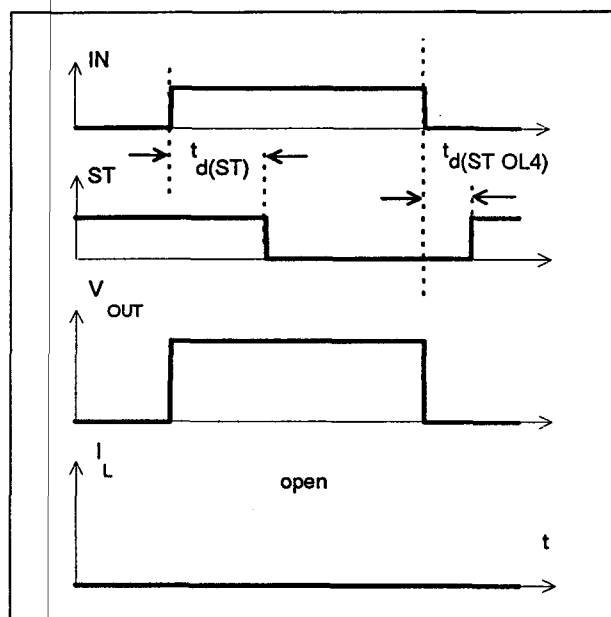 IN
t d(ST)
t d(ST OL4)
ST
V OUT
I L
open
t